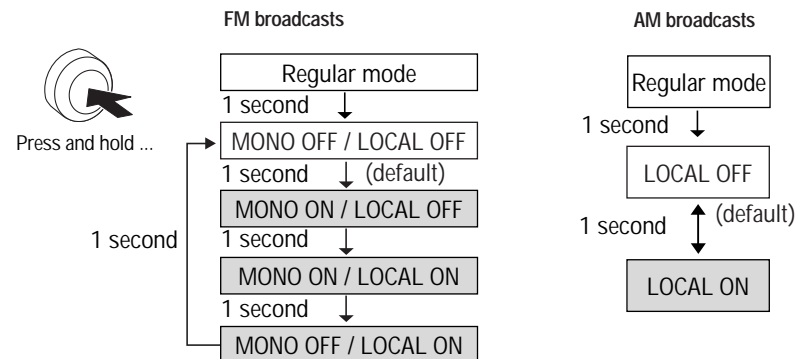 FM broadcasts
Regular mode
1 second
Press and hold ...
MONO OFF / LOCAL OFF
1 second
(default)
MONO ON / LOCAL OFF
1 second
1 second
MONO ON / LOCAL ON
1 second
MONO OFF / LOCAL ON
AM broadcasts
Regular mode
1 second
LOCAL OFF
1 second
(default)
LOCAL ON